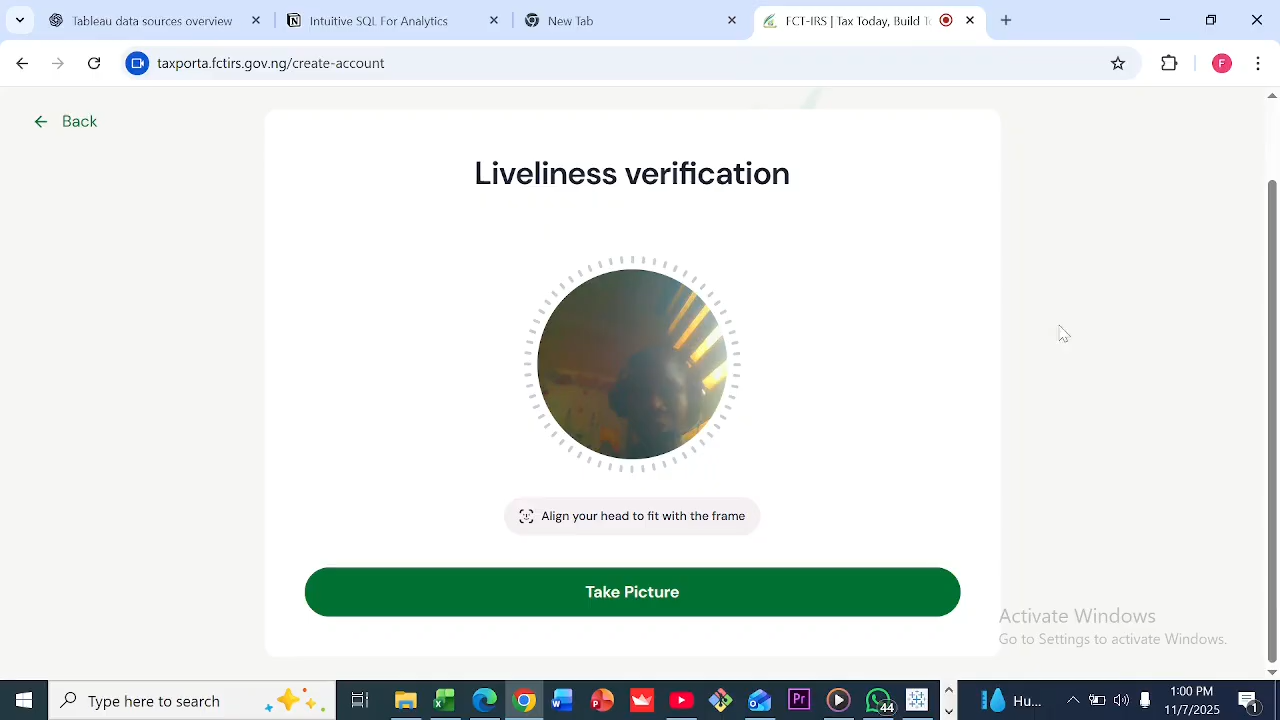 Tableau data sources overview
Intuitive SQL For Analytics
New Tab
FCT-IRS | Tax Today, Build T
taxporta.fctirs.gov.ng/create-account
F
Back
Liveliness verification
Align your head to fit with the frame
Take Picture
Activate Windows
Go to Settings to activate Windows.
Type here to search
44
Hu...
1:00 PM
11/7/2025
1